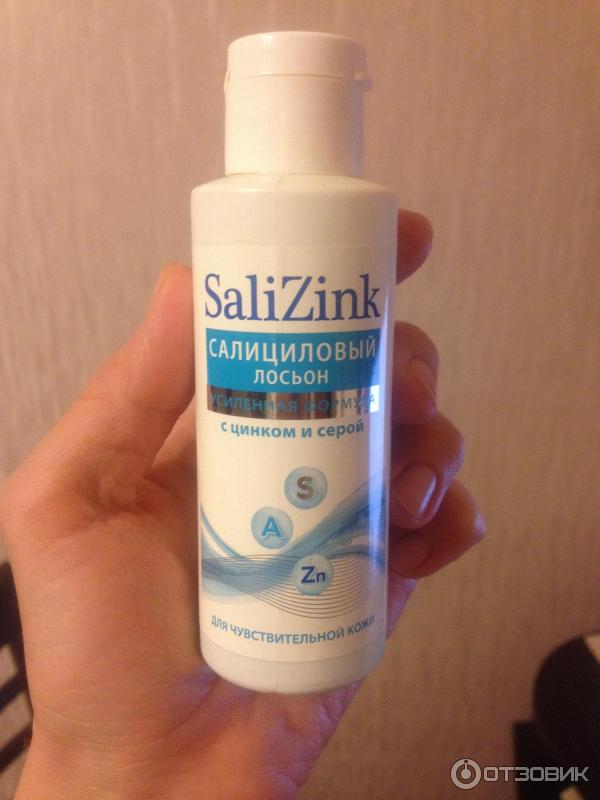 SaliZink
САЛИЦИЛОВЫЙ
ЛОСЬОН
УСИЛЕННАЯ ФОРМУЛА
с цинком и серой
S
A
Zn
ДЛЯ ЧУВСТВИТЕЛЬНОЙ КОЖИ
ОТЗОВИК